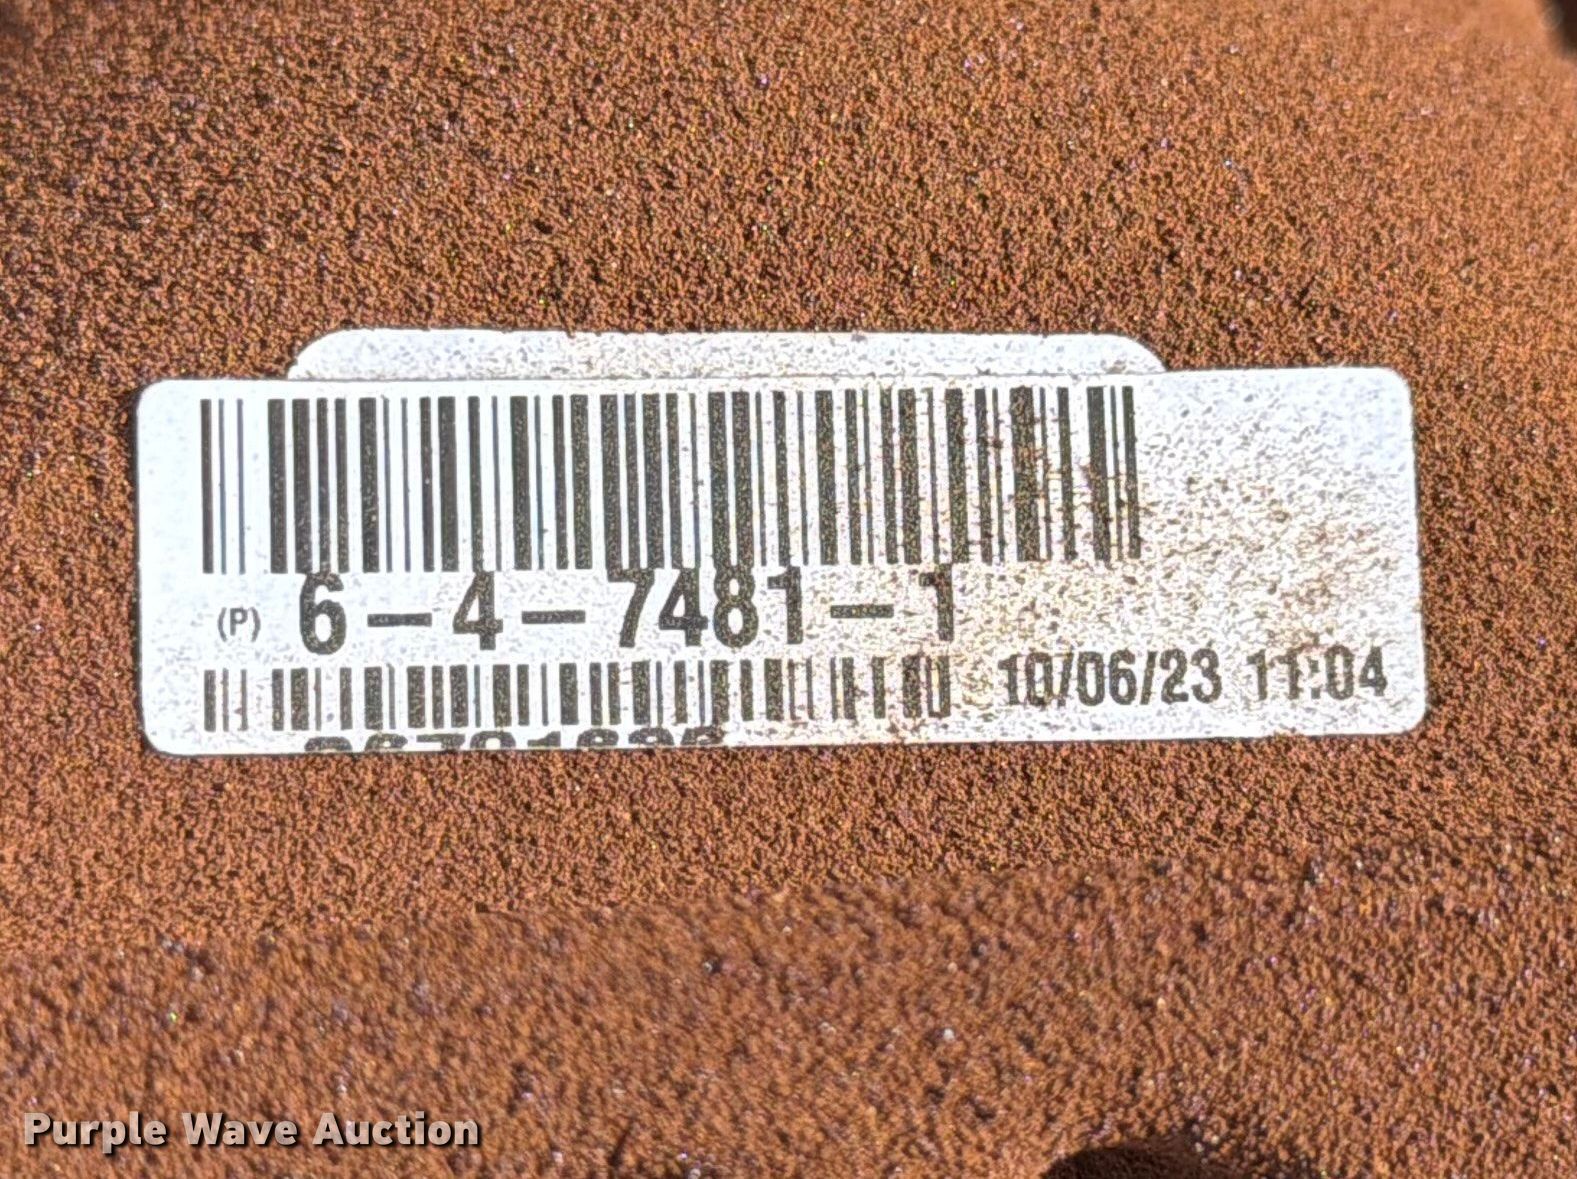 (P) 6-4-7481-1
10/06/23 11:04
Purple Wave Auction